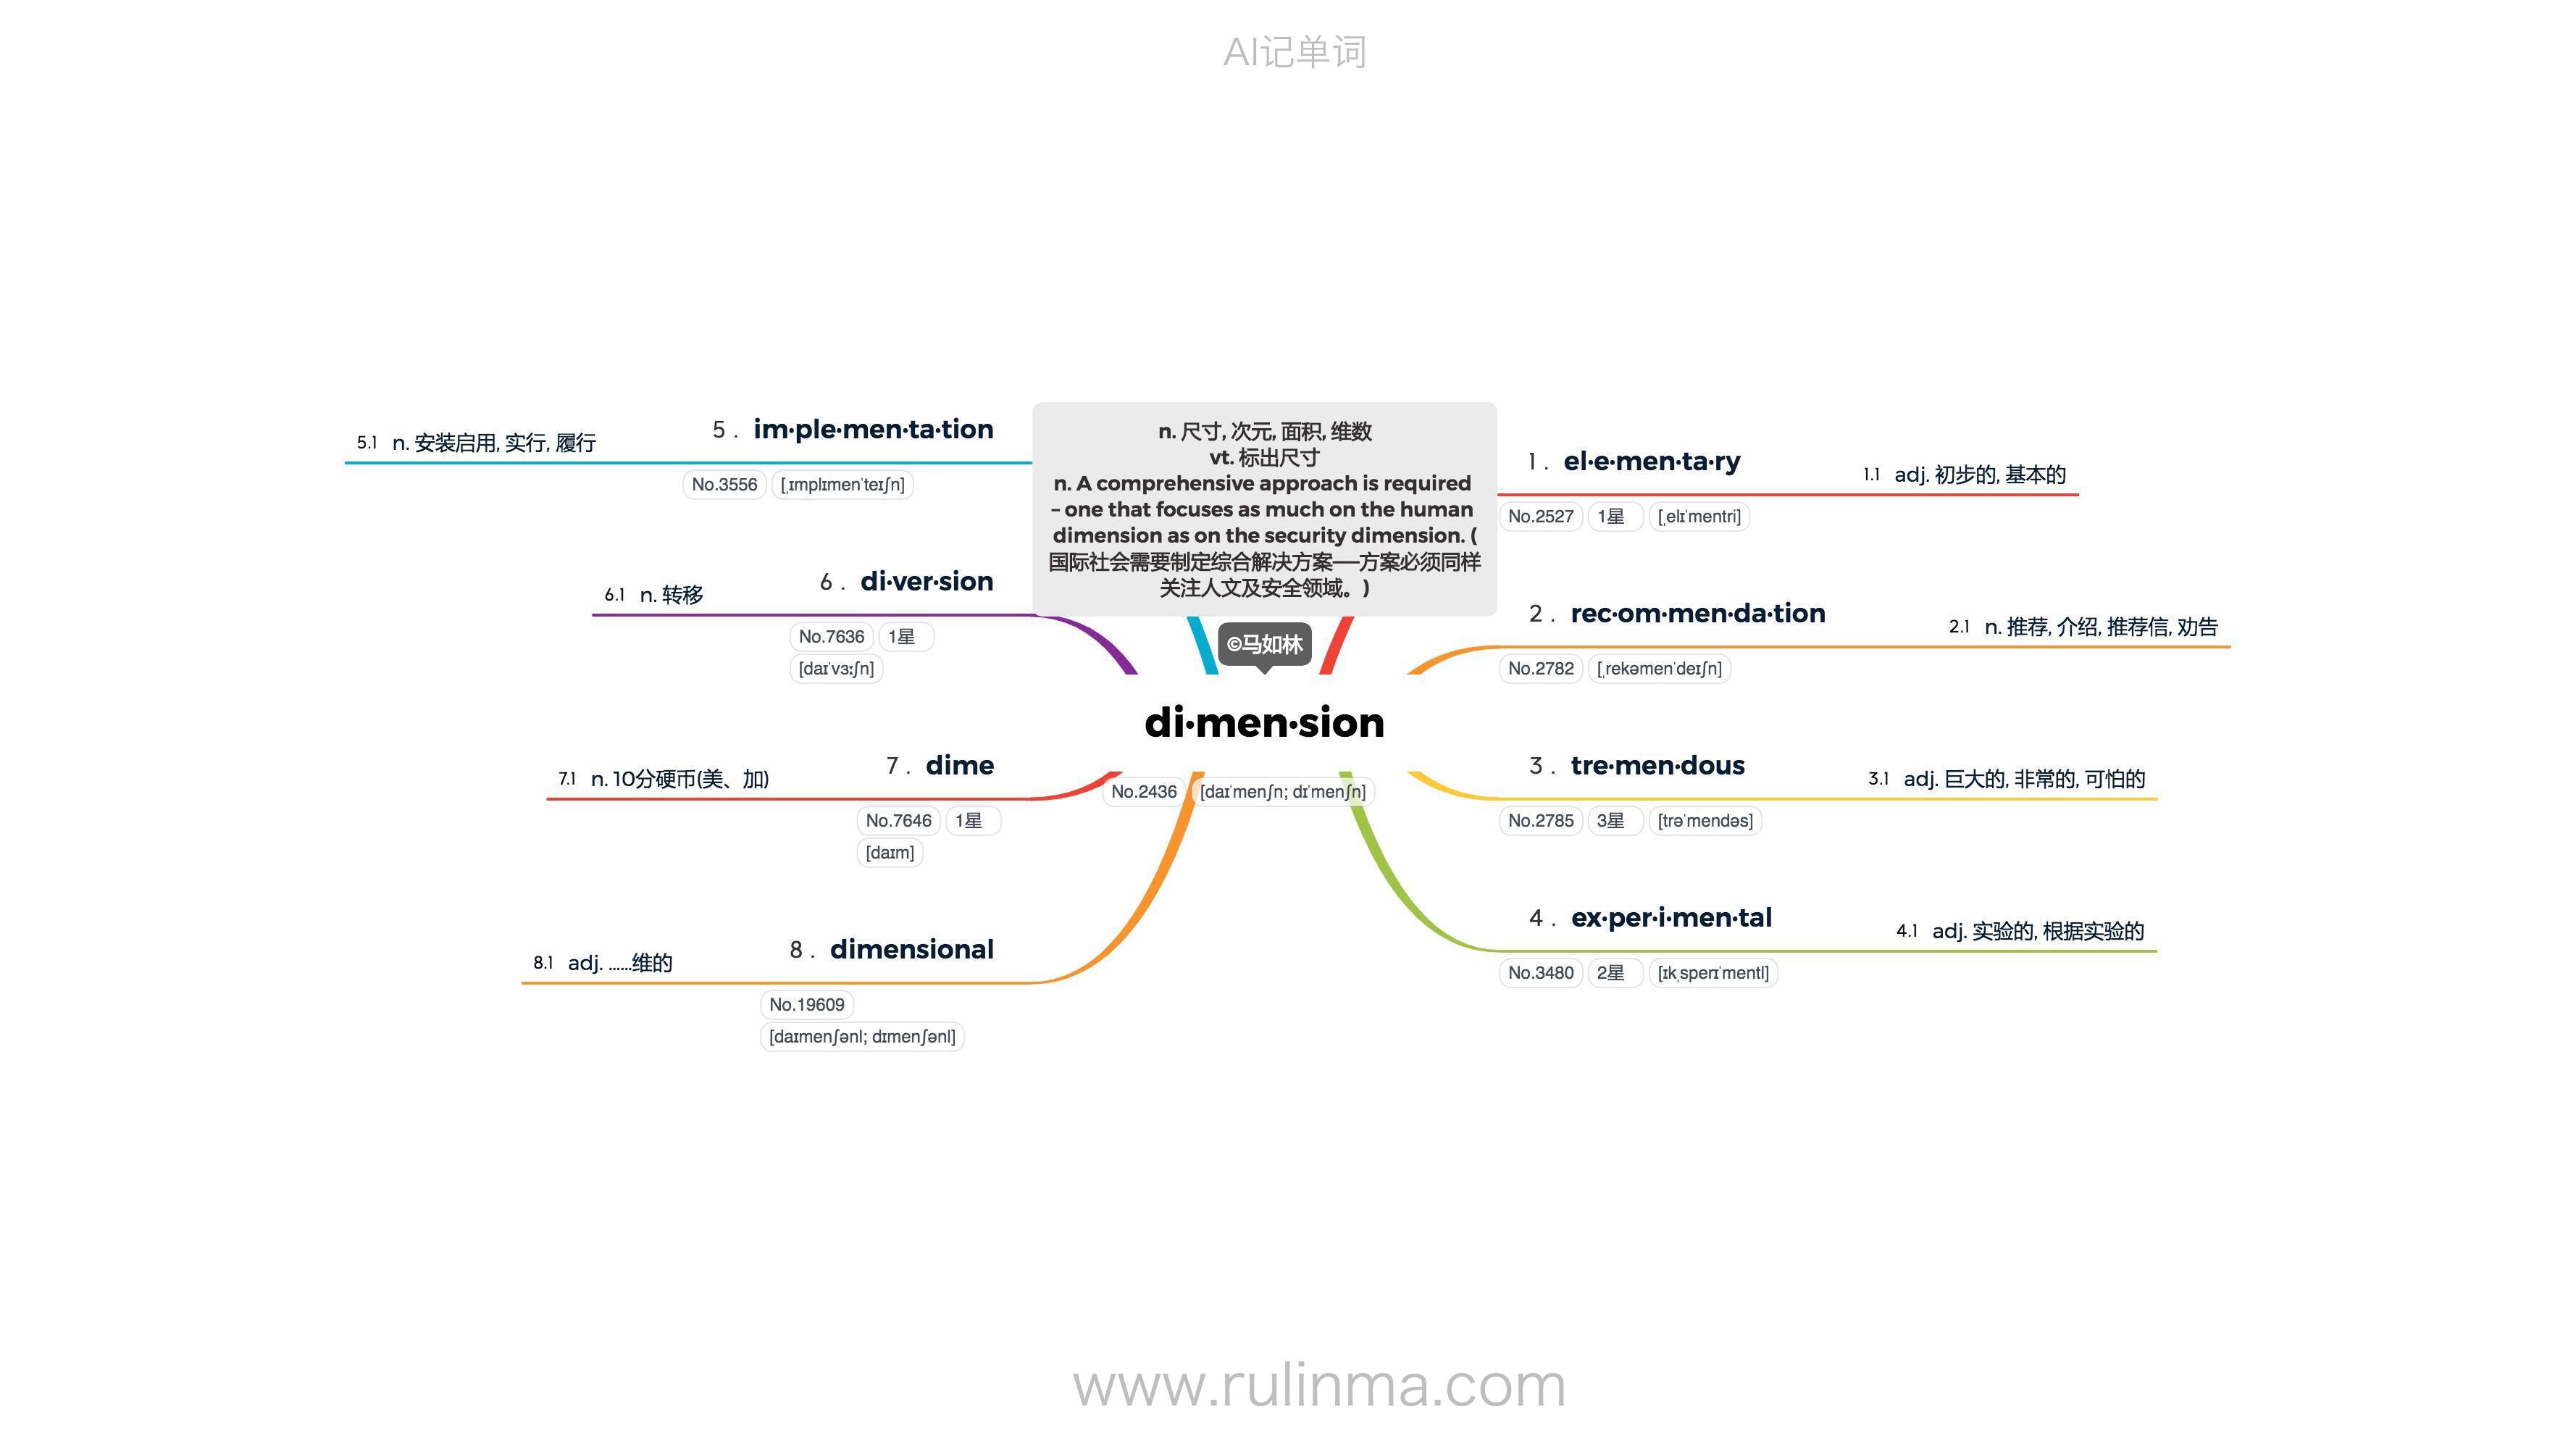 AI记单词
n. 尺寸, 次元, 面积, 维数
vt. 标出尺寸
n. A comprehensive approach is required
– one that focuses as much on the human
dimension as on the security dimension. (
国际社会需要制定综合解决方案——方案必须同样
关注人文及安全领域。)
©马如林
di·men·sion
No.2436 [daɪˈmenʃn; dɪˈmenʃn]
1 . el·e·men·ta·ry
1.1 adj. 初步的, 基本的
No.2527 1星 [ˌelɪˈmentri]
2 . rec·om·men·da·tion
2.1 n. 推荐, 介绍, 推荐信, 劝告
No.2782 [ˌrekəmenˈdeɪʃn]
3 . tre·men·dous
3.1 adj. 巨大的, 非常的, 可怕的
No.2785 3星 [trəˈmendəs]
4 . ex·per·i·men·tal
4.1 adj. 实验的, 根据实验的
No.3480 2星 [ɪkˌsperɪˈmentl]
5 . im·ple·men·ta·tion
5.1 n. 安装启用, 实行, 履行
No.3556 [ˌɪmplɪmenˈteɪʃn]
6 . di·ver·sion
6.1 n. 转移
No.7636 1星
[daɪˈvɜːʃn]
7 . dime
7.1 n. 10分硬币(美、加)
No.7646 1星
[daɪm]
8 . dimensional
8.1 adj. ……维的
No.19609
[daɪmenʃənl; dɪmenʃənl]
www.rulinma.com